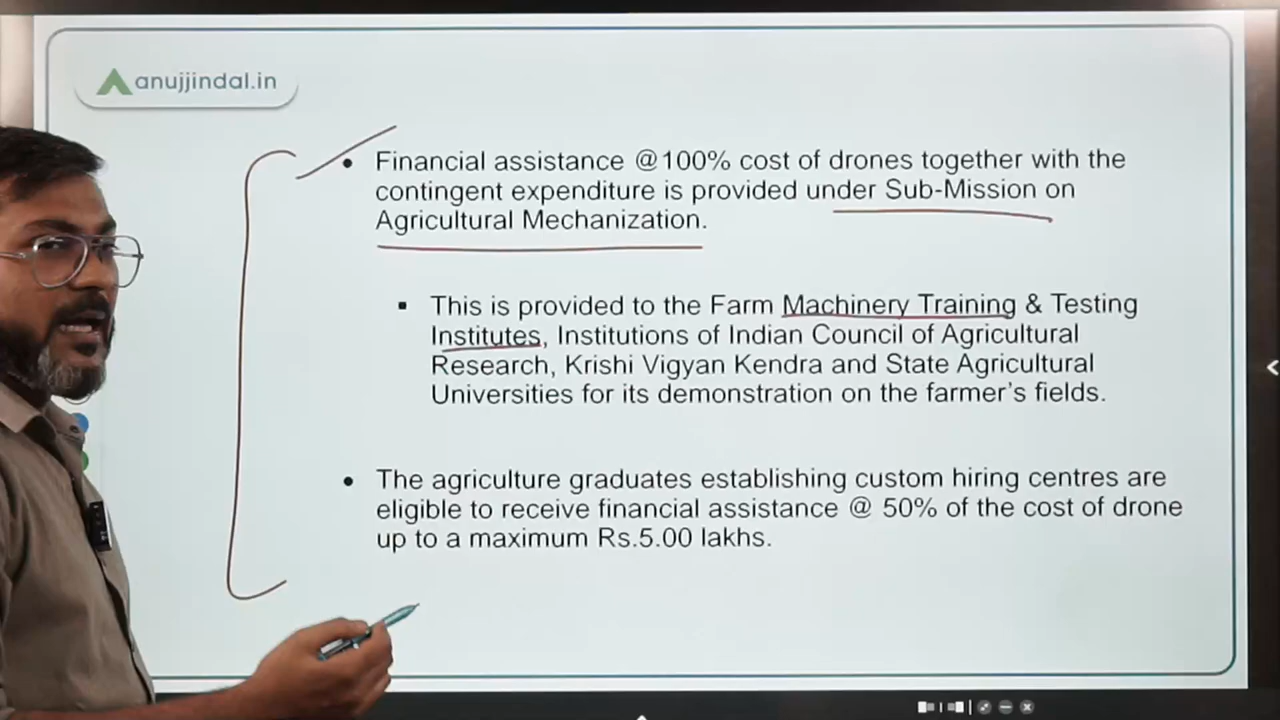 anujjindal.in
• Financial assistance @100% cost of drones together with the
contingent expenditure is provided under Sub-Mission on
Agricultural Mechanization.
▪ This is provided to the Farm Machinery Training & Testing
Institutes, Institutions of Indian Council of Agricultural
Research, Krishi Vigyan Kendra and State Agricultural
Universities for its demonstration on the farmer's fields.
• The agriculture graduates establishing custom hiring centres are
eligible to receive financial assistance @ 50% of the cost of drone
up to a maximum Rs.5.00 lakhs.